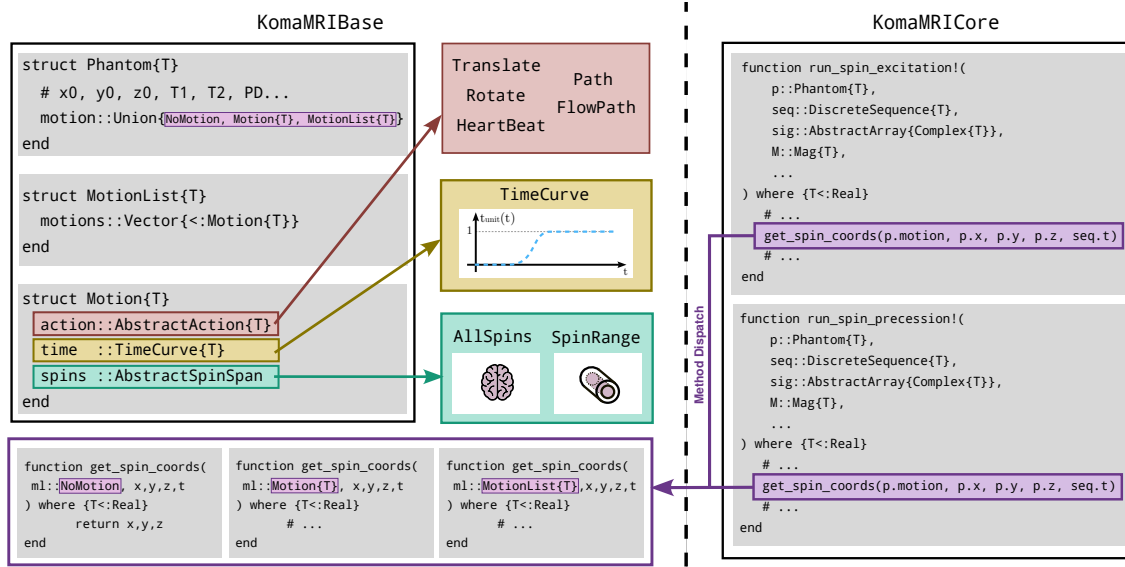 KomaMRIBase
struct Phantom{T}
# x0, y0, z0, T1, T2, PD...
motion::Union{NoMotion, Motion{T}, MotionList{T}}
end
struct MotionList{T}
motions::Vector{<:Motion{T}}
end
struct Motion{T}
action::AbstractAction{T}
time  ::TimeCurve{T}
spins ::AbstractSpinSpan
end
Translate
Rotate
HeartBeat
Path
FlowPath
TimeCurve
tunit(t)
1
t
AllSpins
SpinRange
function get_spin_coords(
ml::NoMotion, x,y,z,t
) where {T<:Real}
return x,y,z
end
function get_spin_coords(
ml::Motion{T}, x,y,z,t
) where {T<:Real}
# ...
end
function get_spin_coords(
ml::MotionList{T},x,y,z,t
) where {T<:Real}
# ...
end
Method Dispatch
KomaMRICore
function run_spin_excitation!(
p::Phantom{T},
seq::DiscreteSequence{T},
sig::AbstractArray{Complex{T}},
M::Mag{T},
...
) where {T<:Real}
# ...
get_spin_coords(p.motion, p.x, p.y, p.z, seq.t)
# ...
end
function run_spin_precession!(
p::Phantom{T},
seq::DiscreteSequence{T},
sig::AbstractArray{Complex{T}},
M::Mag{T},
...
) where {T<:Real}
# ...
get_spin_coords(p.motion, p.x, p.y, p.z, seq.t)
# ...
end